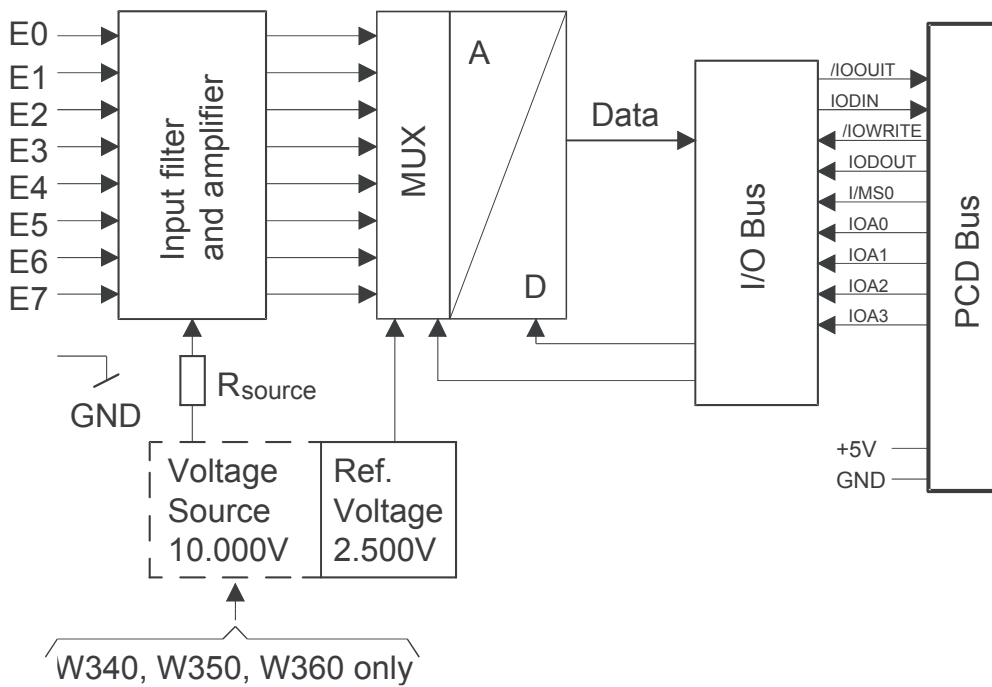 E0
E1
E2
E3
E4
E5
E6
E7
GND
Input filter
and amplifier
Rsource
Voltage
Source
10.000V
Ref.
Voltage
2.500V
W340, W350, W360 only
MUX
A
D
Data
I/O Bus
/IOOUIT
IODIN
/IOWRITE
IODOUT
I/MS0
IOA0
IOA1
IOA2
IOA3
+5V
GND
PCD Bus